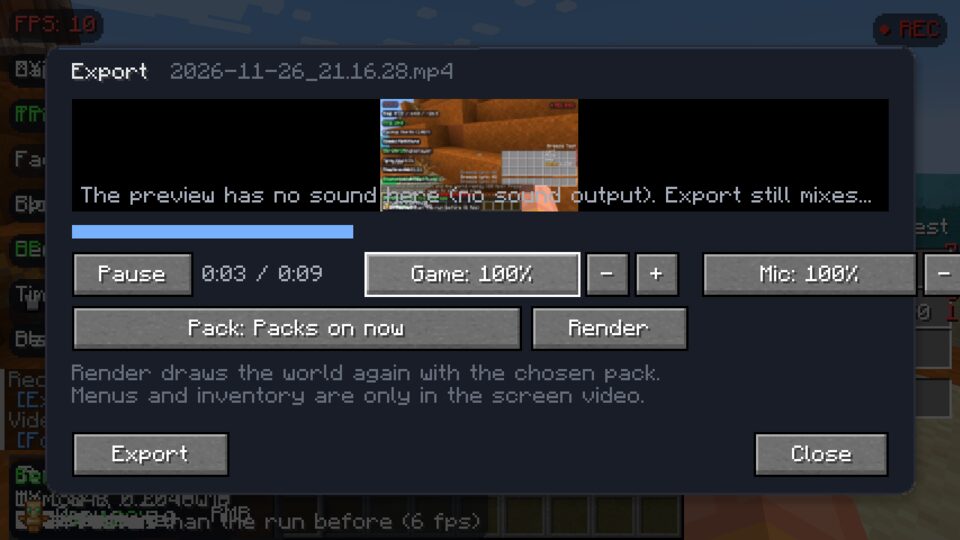 FPS: 10
REC
Export 2026-11-26_21.16.28.mp4
The preview has no sound here (no sound output). Export still mixes…
Pause 0:03 / 0:09 Game: 100% - + Mic: 100% -
Pack: Packs on now Render
Render draws the world again with the chosen pack.
Menus and inventory are only in the screen video.
Export Close
than the run before (6 fps)